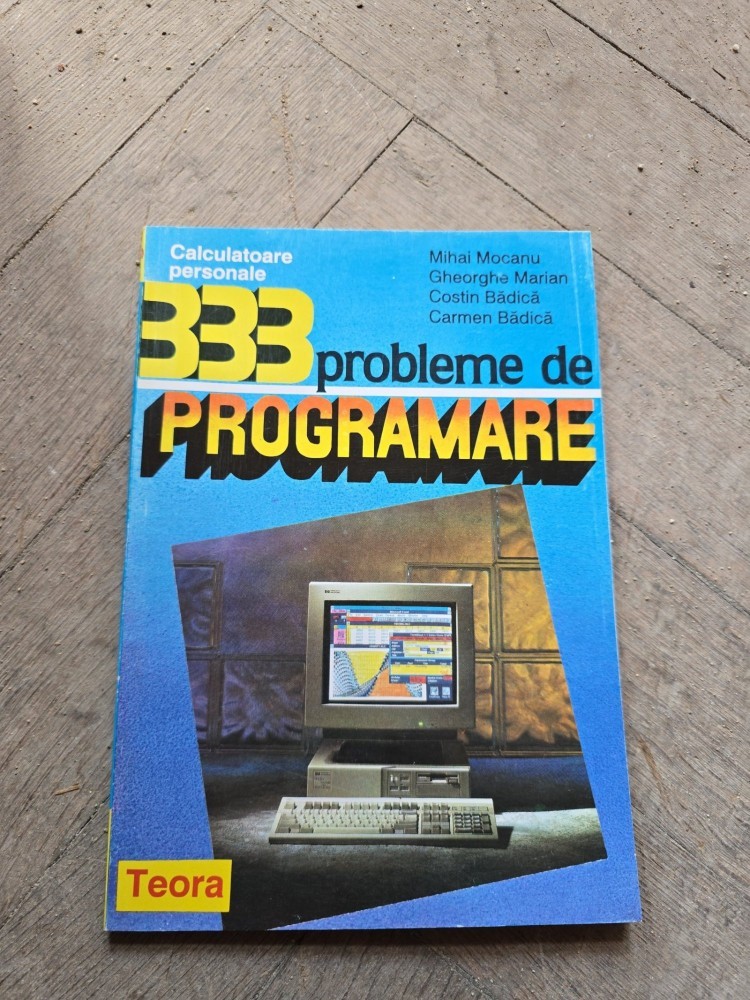 Calculatoare
personale
Mihai Mocanu
Gheorghe Marian
Costin Bădică
Carmen Bădică
333 probleme de
PROGRAMARE
Teora